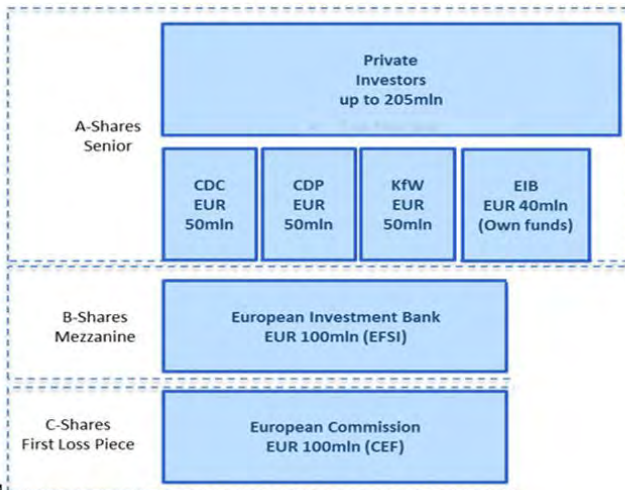 Private
Investors
up to 205mln
A-Shares
Senior
CDC
EUR
50mln
CDP
EUR
50mln
KfW
EUR
50mln
EIB
EUR 40mln
(Own funds)
B-Shares
Mezzanine
European Investment Bank
EUR 100mln (EFSI)
C-Shares
First Loss Piece
European Commission
EUR 100mln (CEF)